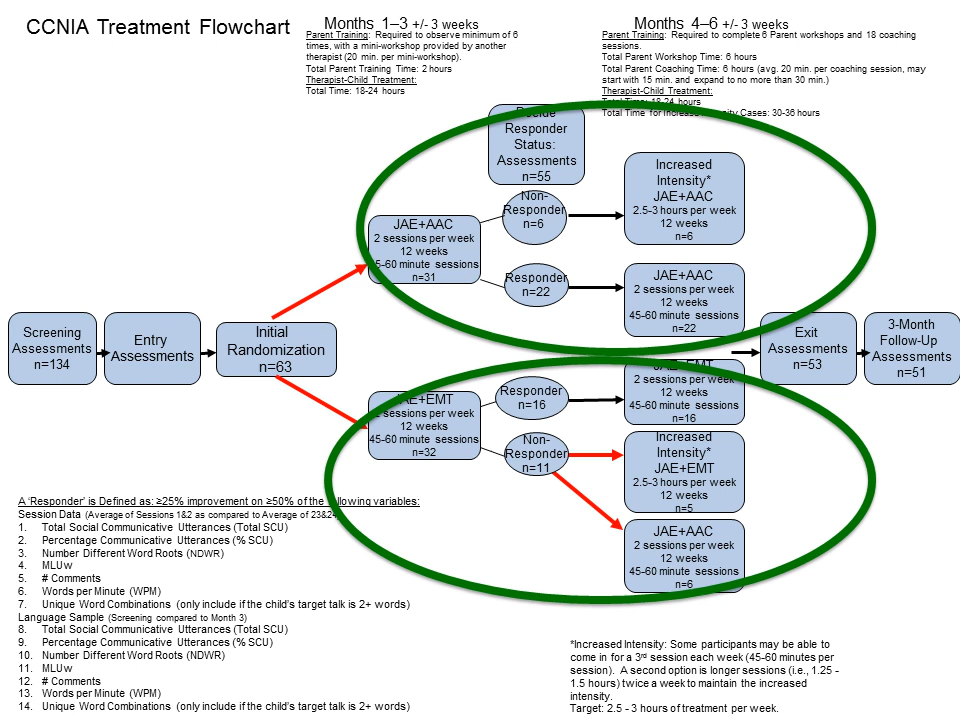 CCNIA Treatment Flowchart
Months 1–3 +/- 3 weeks
Parent Training: Required to observe minimum of 6
times, with a mini-workshop provided by another
therapist (20 min. per mini-workshop).
Total Parent Training Time: 2 hours
Therapist-Child Treatment:
Total Time: 18-24 hours
Months 4–6 +/- 3 weeks
Parent Training: Required to complete 6 Parent workshops and 18 coaching
sessions.
Total Parent Workshop Time: 6 hours
Total Parent Coaching Time: 6 hours (avg. 20 min. per coaching session, may
start with 15 min. and expand to no more than 30 min.)
Therapist-Child Treatment:
Total Time: 18-24 hours
Total Time for Increased Intensity Cases: 30-36 hours
Decide
Responder
Status:
Assessments
n=55
Non-
Responder
n=6
Increased
Intensity*
JAE+AAC
2.5-3 hours per week
12 weeks
n=6
JAE+AAC
2 sessions per week
12 weeks
45-60 minute sessions
n=31
Responder
n=22
JAE+AAC
2 sessions per week
12 weeks
45-60 minute sessions
n=22
Screening
Assessments
n=134
Entry
Assessments
Initial
Randomization
n=63
Exit
Assessments
n=53
3-Month
Follow-Up
Assessments
n=51
JAE+EMT
2 sessions per week
12 weeks
45-60 minute sessions
n=32
Responder
n=16
JAE+EMT
2 sessions per week
12 weeks
45-60 minute sessions
n=16
Non-
Responder
n=11
Increased
Intensity*
JAE+EMT
2.5-3 hours per week
12 weeks
n=5
JAE+AAC
2 sessions per week
12 weeks
45-60 minute sessions
n=6
A ‘Responder’ is Defined as: ≥25% improvement on ≥50% of the following variables:
Session Data (Average of Sessions 1&2 as compared to Average of 23&24)
1. Total Social Communicative Utterances (Total SCU)
2. Percentage Communicative Utterances (% SCU)
3. Number Different Word Roots (NDWR)
4. MLUw
5. # Comments
6. Words per Minute (WPM)
7. Unique Word Combinations (only include if the child's target talk is 2+ words)
Language Sample (Screening compared to Month 3)
8. Total Social Communicative Utterances (Total SCU)
9. Percentage Communicative Utterances (% SCU)
10. Number Different Word Roots (NDWR)
11. MLUw
12. # Comments
13. Words per Minute (WPM)
14. Unique Word Combinations (only include if the child's target talk is 2+ words)
*Increased Intensity: Some participants may be able to
come in for a 3rd session each week (45-60 minutes per
session). A second option is longer sessions (i.e., 1.25 -
1.5 hours) twice a week to maintain the increased
intensity.
Target: 2.5 - 3 hours of treatment per week.